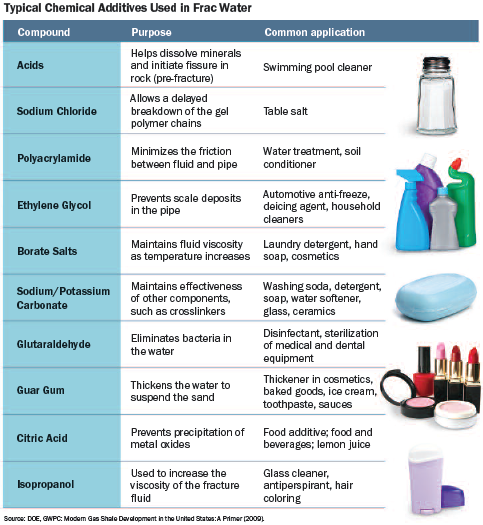 Typical Chemical Additives Used in Frac Water
Compound Purpose Common application
Acids
Helps dissolve minerals
and initiate fissure in
rock (pre-fracture)
Swimming pool cleaner
Sodium Chloride
Allows a delayed
breakdown of the gel
polymer chains
Table salt
Polyacrylamide
Minimizes the friction
between fluid and pipe
Water treatment, soil
conditioner
Ethylene Glycol
Prevents scale deposits
in the pipe
Automotive anti-freeze,
deicing agent, household
cleaners
Borate Salts
Maintains fluid viscosity
as temperature increases
Laundry detergent, hand
soap, cosmetics
Sodium/Potassium
Carbonate
Maintains effectiveness
of other components,
such as crosslinkers
Washing soda, detergent,
soap, water softener,
glass, ceramics
Glutaraldehyde
Eliminates bacteria in
the water
Disinfectant, sterilization
of medical and dental
equipment
Guar Gum
Thickens the water to
suspend the sand
Thickener in cosmetics,
baked goods, ice cream,
toothpaste, sauces
Citric Acid
Prevents precipitation of
metal oxides
Food additive; food and
beverages; lemon juice
Isopropanol
Used to increase the
viscosity of the fracture
fluid
Glass cleaner,
antiperspirant, hair
coloring
Source: DOE, GWPC: Modern Gas Shale Development in the United States: A Primer (2009).